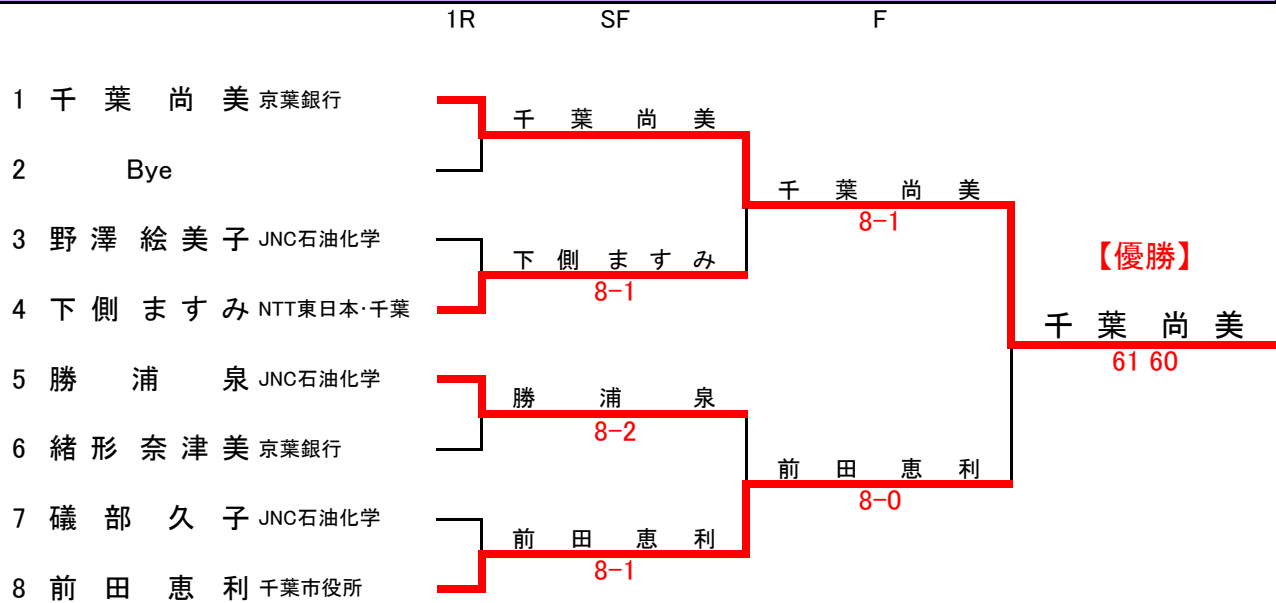 1R SF F
1 千葉 尚美 京葉銀行
千葉 尚美
2 Bye
千葉 尚美
8-1
3 野澤 絵美子 JNC石油化学
下側 ますみ
8-1
【優勝】
4 下側 ますみ NTT東日本・千葉
千葉 尚美
61 60
5 勝浦 泉 JNC石油化学
勝浦 泉
8-2
6 緒形 奈津美 京葉銀行
前田 恵利
8-0
7 礒部 久子 JNC石油化学
前田 恵利
8-1
8 前田 恵利 千葉市役所